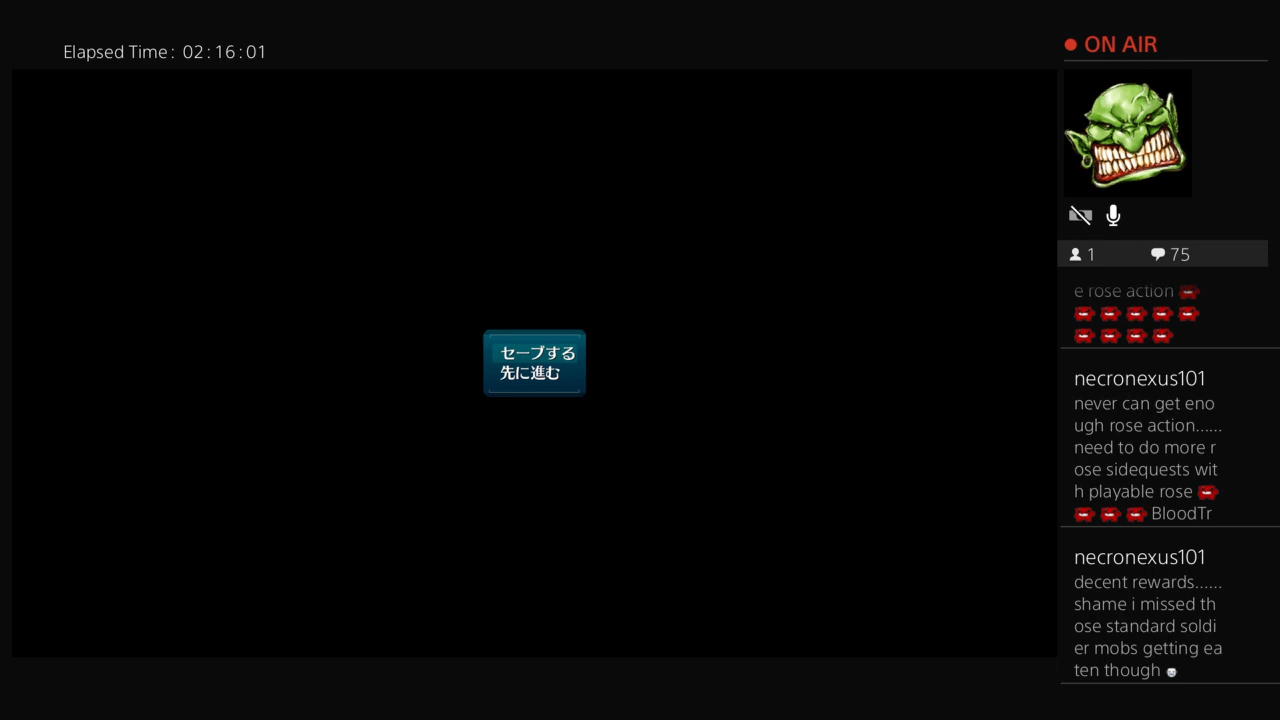 Elapsed Time: 02:16:01
ON AIR
セーブする
先に進む
1
75
e rose action
necronexus101
never can get eno
ugh rose action......
need to do more r
ose sidequests wit
h playable rose
BloodTr
necronexus101
decent rewards......
shame i missed th
ose standard soldi
er mobs getting ea
ten though